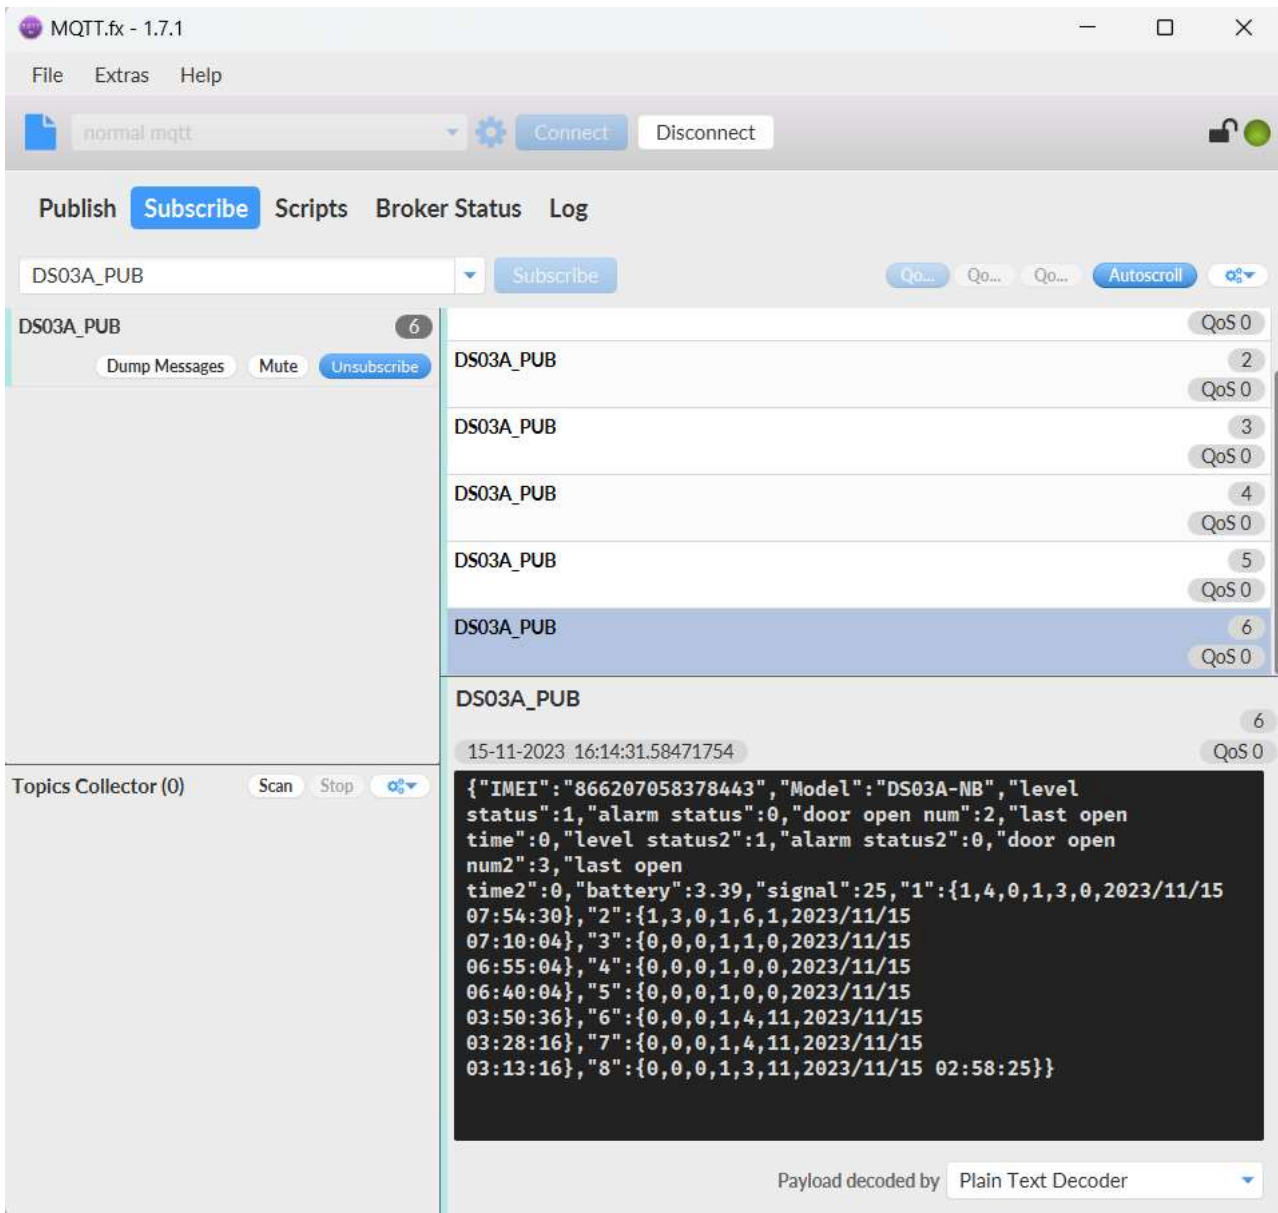 MQTT.fx - 1.7.1
File Extras Help
normal mqtt Connect Disconnect
Publish Subscribe Scripts Broker Status Log
DS03A_PUB Subscribe Qo... Qo... Qo... Autoscroll
DS03A_PUB 6
Dump Messages Mute Unsubscribe
QoS 0
DS03A_PUB 2
QoS 0
DS03A_PUB 3
QoS 0
DS03A_PUB 4
QoS 0
DS03A_PUB 5
QoS 0
DS03A_PUB 6
QoS 0
DS03A_PUB
6
15-11-2023 16:14:31.58471754 QoS 0
Topics Collector (0) Scan Stop
{"IMEI":"866207058378443","Model":"DS03A-NB","level
status":1,"alarm status":0,"door open num":2,"last open
time":0,"level status2":1,"alarm status2":0,"door open
num2":3,"last open
time2":0,"battery":3.39,"signal":25,"1":{1,4,0,1,3,0,2023/11/15
07:54:30},"2":{1,3,0,1,6,1,2023/11/15
07:10:04},"3":{0,0,0,1,1,0,2023/11/15
06:55:04},"4":{0,0,0,1,0,0,2023/11/15
06:40:04},"5":{0,0,0,1,0,0,2023/11/15
03:50:36},"6":{0,0,0,1,4,11,2023/11/15
03:28:16},"7":{0,0,0,1,4,11,2023/11/15
03:13:16},"8":{0,0,0,1,3,11,2023/11/15 02:58:25}}
Payload decoded by Plain Text Decoder